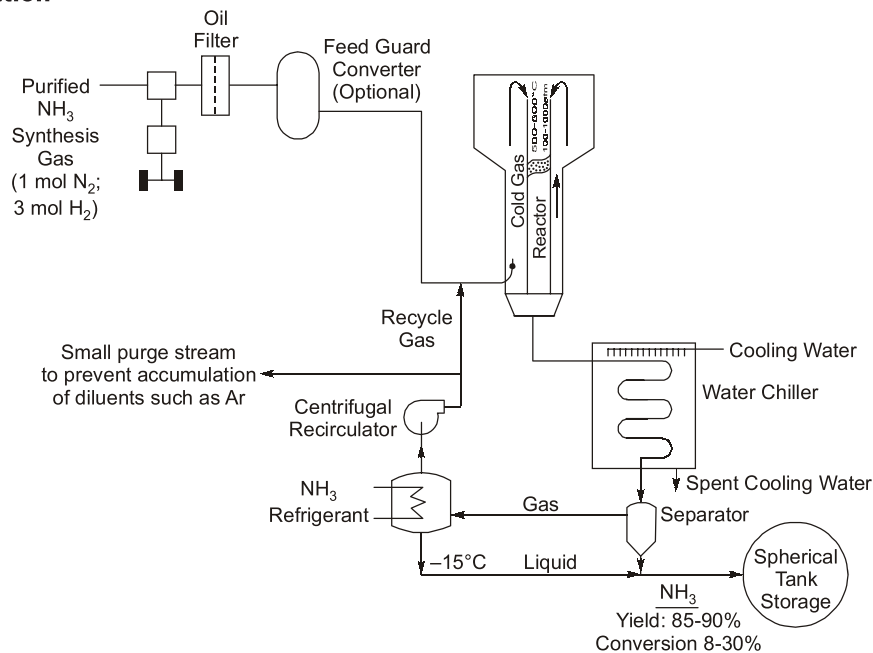 Oil
Filter
Feed Guard
Converter
(Optional)
Purified
NH₃
Synthesis
Gas
(1 mol N₂;
3 mol H₂)
500–600°C
Cold Gas
Reactor
Recycle
Gas
Small purge stream
to prevent accumulation
of diluents such as Ar
Centrifugal
Recirculator
Cooling Water
Water Chiller
Spent Cooling Water
NH₃
Refrigerant
Gas
Separator
–15°C
Liquid
Spherical
Tank
Storage
NH₃
Yield: 85-90%
Conversion 8-30%